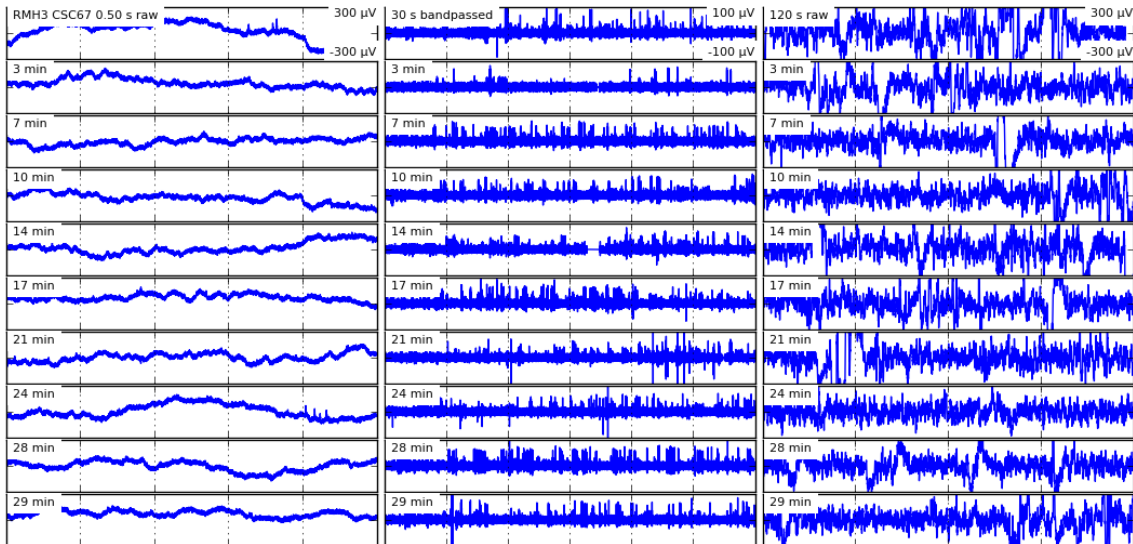 RMH3 CSC67 0.50 s raw 300 µV 30 s bandpassed 100 µV 120 s raw 300 µV
-300 µV -100 µV -300 µV
3 min 3 min 3 min
7 min 7 min 7 min
10 min 10 min 10 min
14 min 14 min 14 min
17 min 17 min 17 min
21 min 21 min 21 min
24 min 24 min 24 min
28 min 28 min 28 min
29 min 29 min 29 min